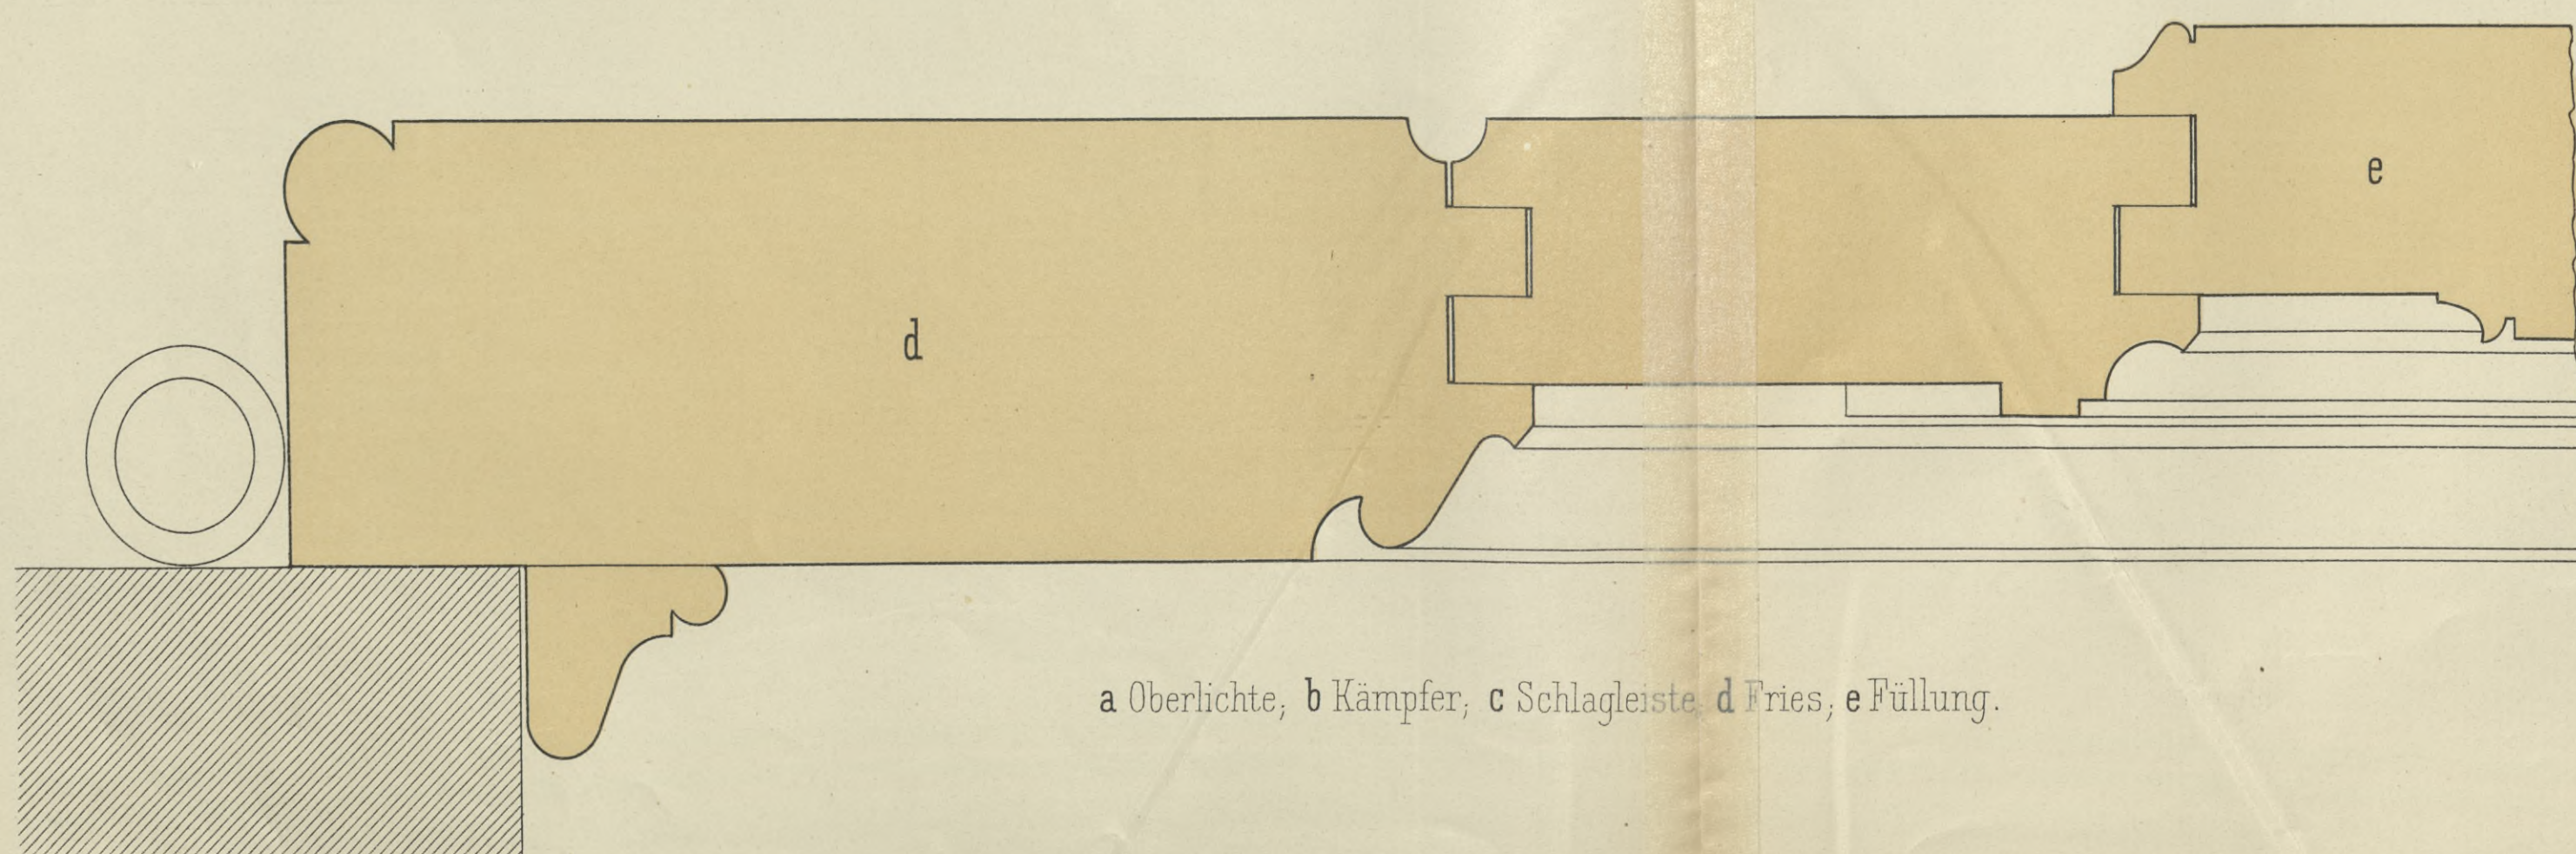 e
d
a Oberlichte; b Kämpfer; c Schlagleiste d Fries; e Füllung.